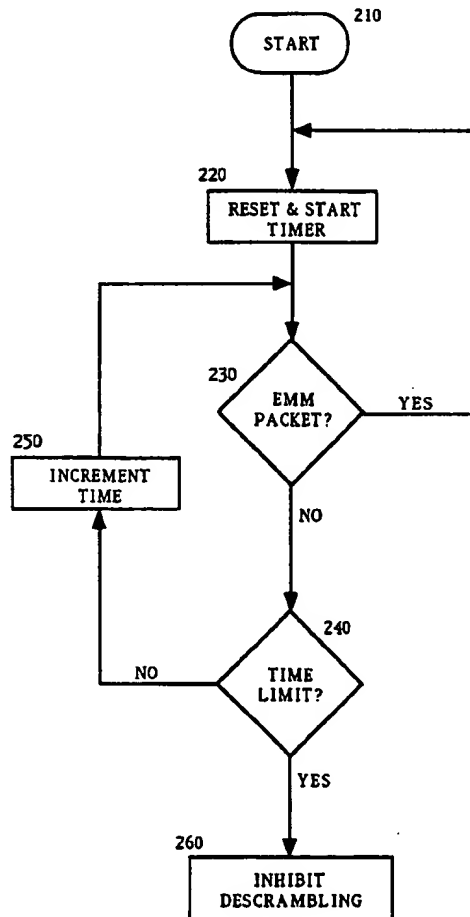 210
START
220
RESET & START
TIMER
230
EMM
PACKET?
YES
250
INCREMENT
TIME
NO
240
TIME
LIMIT?
NO
YES
260
INHIBIT
DESCRAMBLING